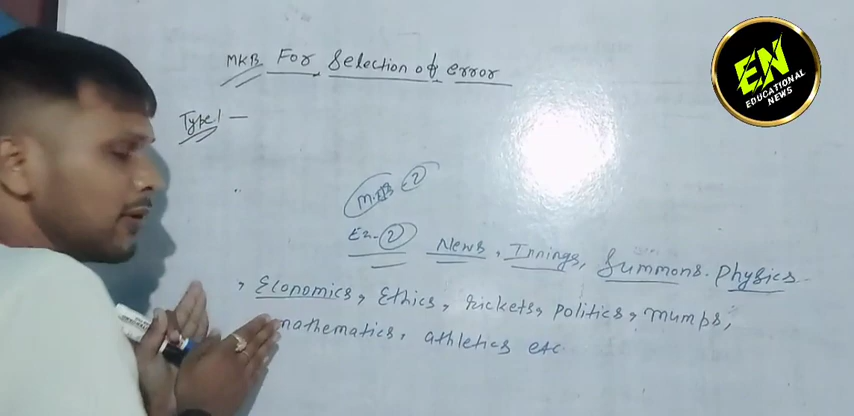 MKB For Selection of error
EN
EDUCATIONAL
NEWS
Type 1 —
M.KB - 2
Ex - 2 News, Innings, Summons. Physics
, Economics, Ethics, rickets, politics, mumps,
mathematics, athletics etc